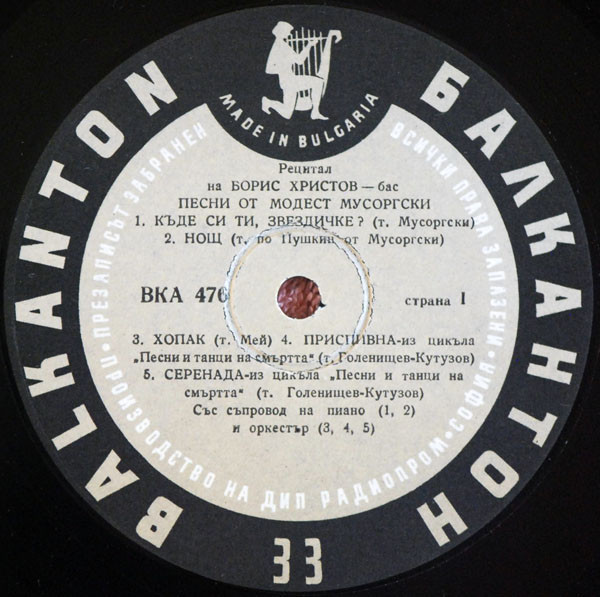 BALKANTON
БАЛКАНТОН
MADE IN BULGARIA
ПРЕЗАПИСЪТ ЗАБРАНЕН
ВСИЧКИ ПРАВА ЗАПАЗЕНИ
Рецитал
на БОРИС ХРИСТОВ — бас
ПЕСНИ ОТ МОДЕСТ МУСОРГСКИ
1. КЪДЕ СИ ТИ, ЗВЕЗДИЧКЕ? (т. Мусоргски)
2. НОЩ (т. по Пушкин от Мусоргски)
ВКА 476
страна I
3. ХОПАК (т. Мей) 4. ПРИСПИВНА-из цикъла
„Песни и танци на смъртта“ (т. Голенищев-Кутузов)
5. СЕРЕНАДА-из цикъла „Песни и танци на
смъртта“ (т. Голенищев-Кутузов)
Със съпровод на пиано (1, 2)
и оркестър (3, 4, 5)
ПРОИЗВОДСТВО НА ДИП РАДИОПРОМ • СОФИЯ •
33